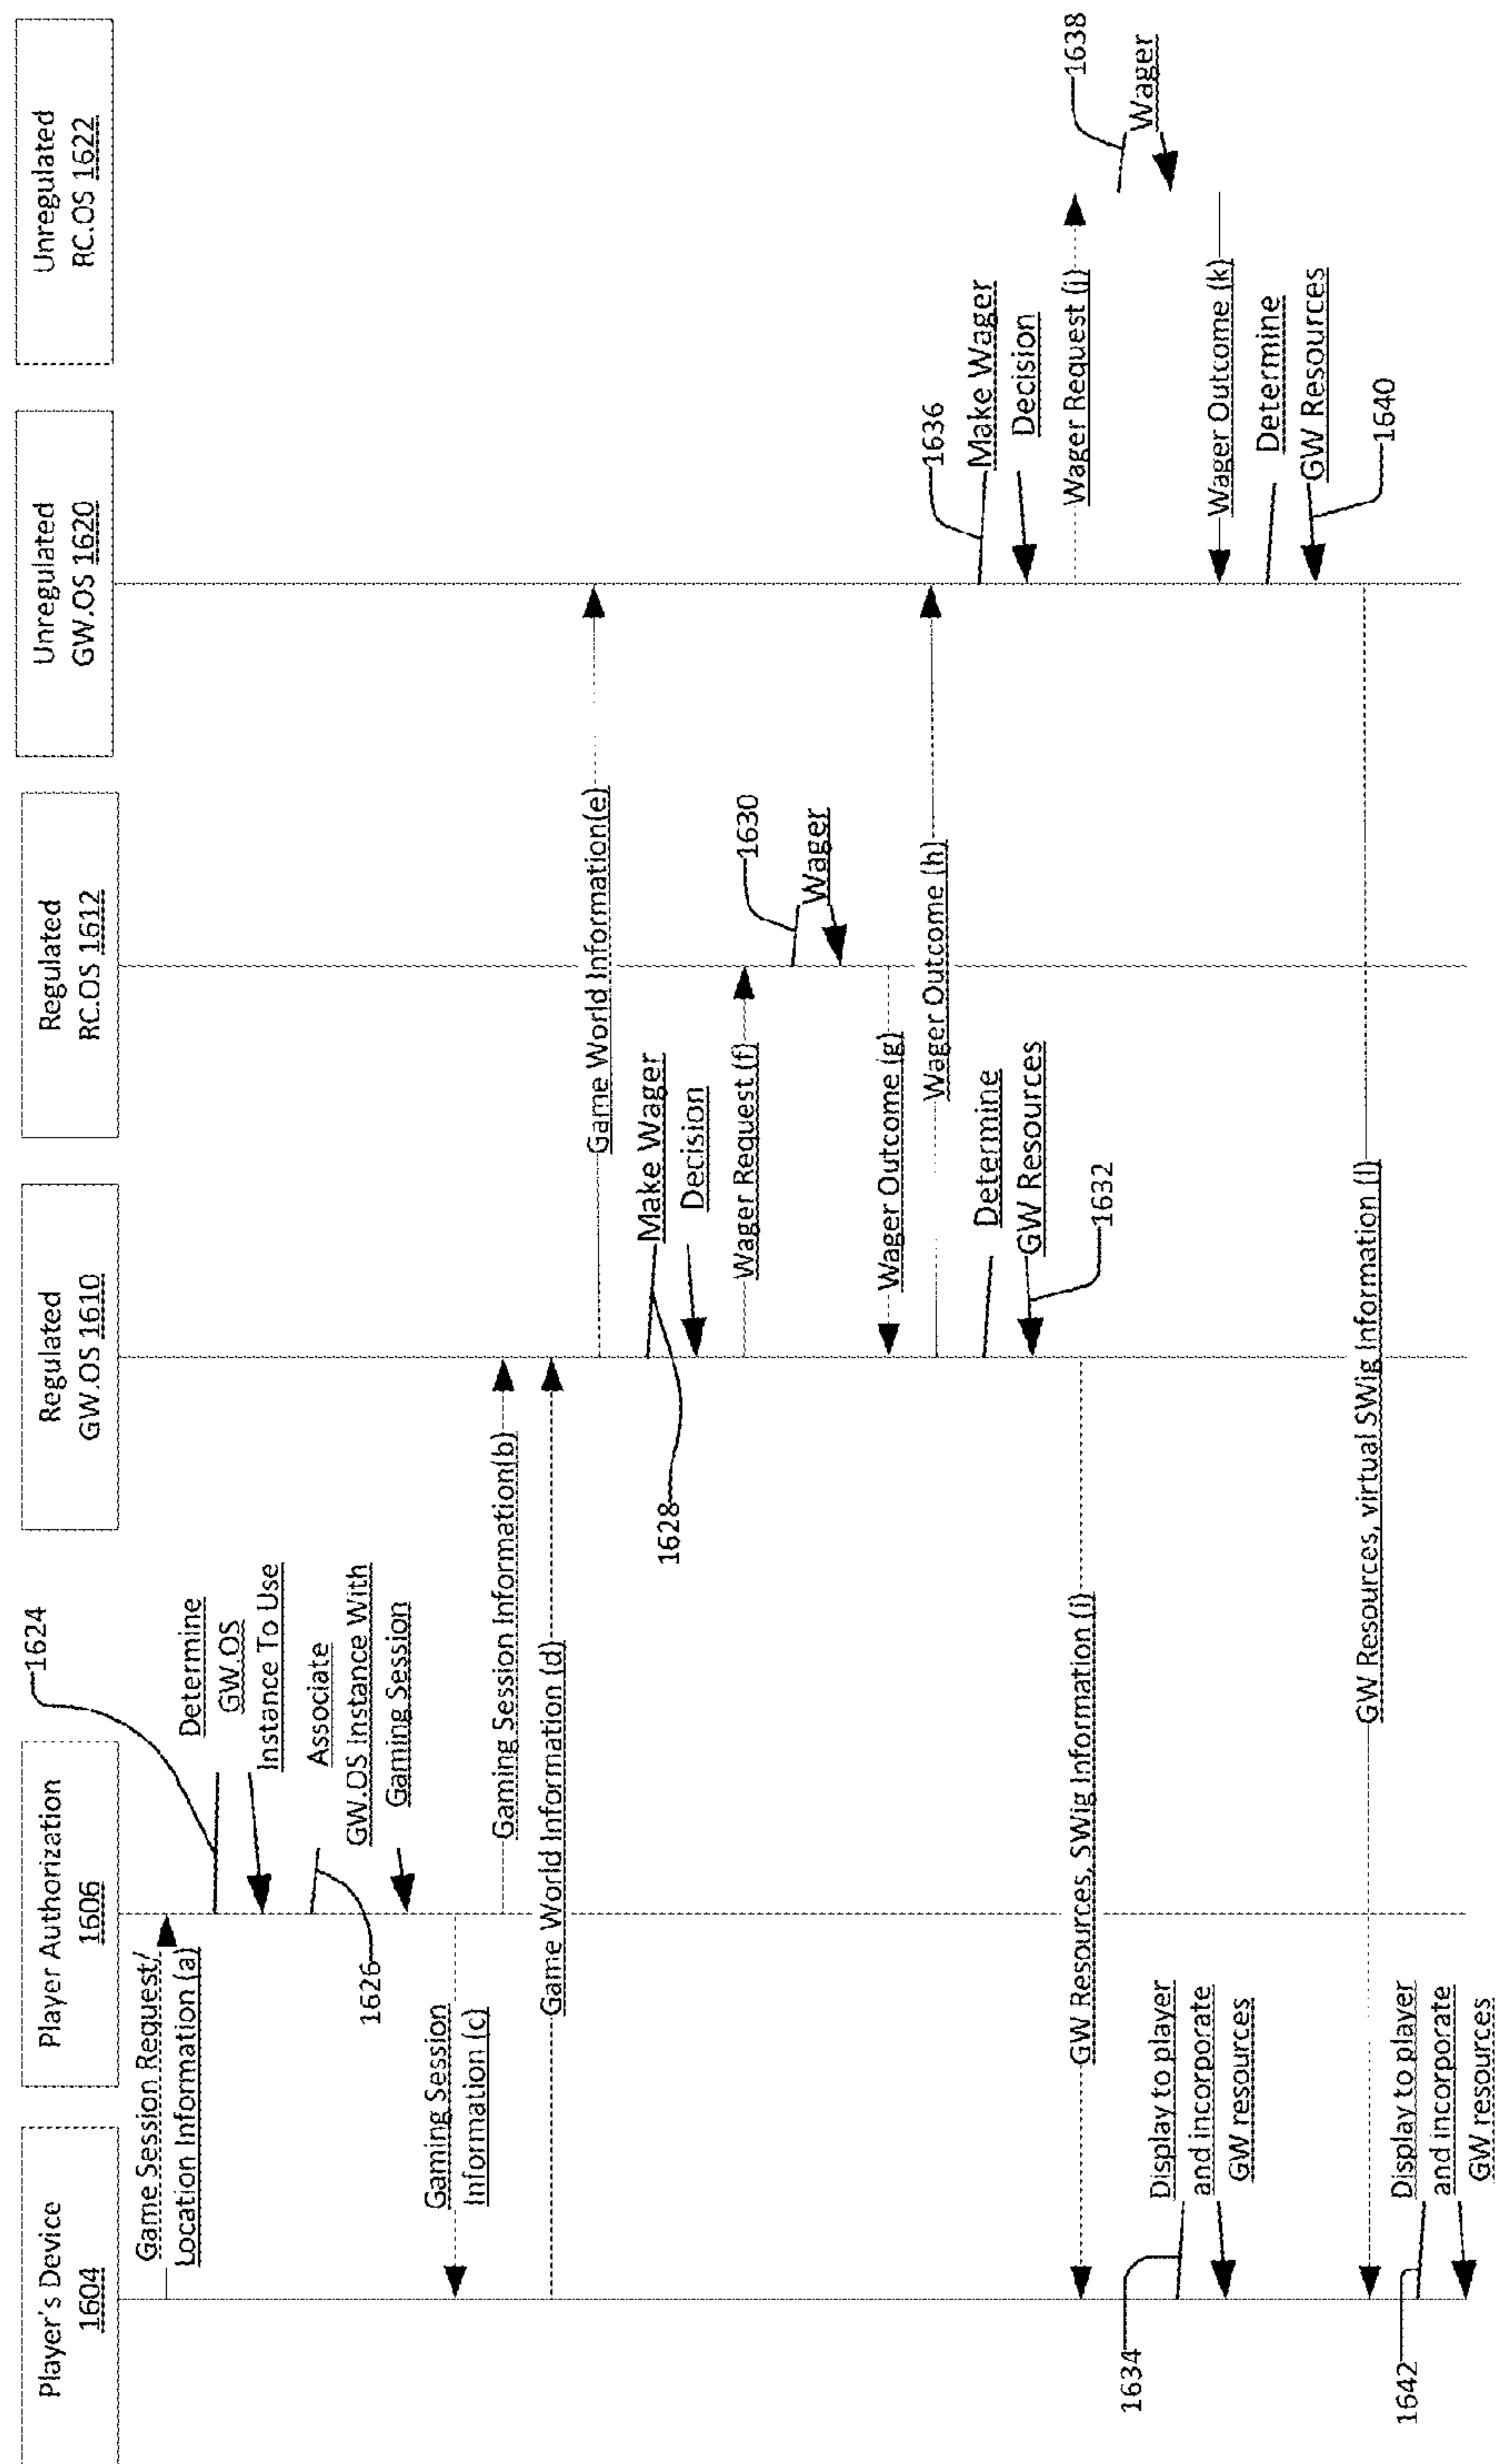 Player's Device
1604
Player Authorization
1606
Regulated
GW.OS 1610
Regulated
RC.OS 1612
Unregulated
GW.OS 1620
Unregulated
RC.OS 1622
Game Session Request/
Location Information (a)
1624
Determine
GW.OS
Instance To Use
Associate
GW.OS Instance With
Gaming Session
1626
Gaming Session
Information (c)
Gaming Session Information(b)
Game World Information (d)
Game World Information(e)
Make Wager
Decision
1628
Wager Request (f)
1630
Wager
Wager Outcome (g)
Wager Outcome (h)
Determine
GW Resources
1632
1636
Make Wager
Decision
Wager Request (j)
1638
Wager
Wager Outcome (k)
Determine
GW Resources
1640
GW Resources, SWig Information (i)
1634
Display to player
and incorporate
GW resources
GW Resources, virtual SWig Information (l)
1642
Display to player
and incorporate
GW resources